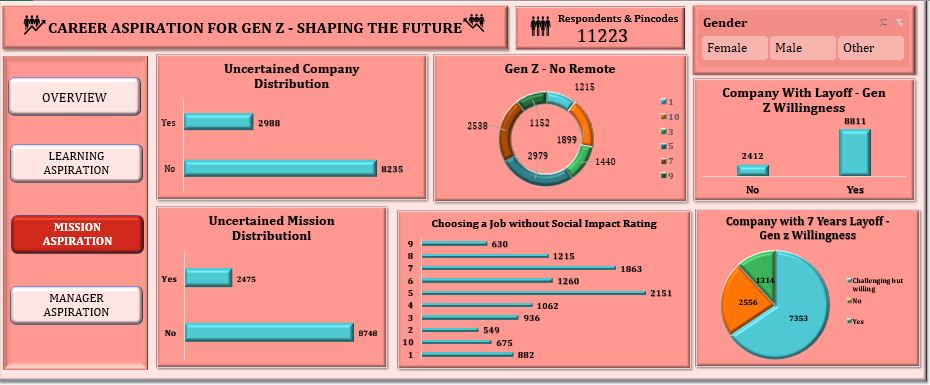 CAREER ASPIRATION FOR GEN Z - SHAPING THE FUTURE
Respondents & Pincodes
11223
Gender
Female
Male
Other
OVERVIEW
LEARNING
ASPIRATION
MISSION
ASPIRATION
MANAGER
ASPIRATION
Uncertained Company
Distribution
Yes
2988
No
8235
Gen Z - No Remote
1215
1899
1440
2979
2538
1152
1
10
3
5
7
9
Company With Layoff - Gen
Z Willingness
2412
8811
No
Yes
Uncertained Mission
Distributionl
Yes
2475
No
8748
Choosing a Job without Social Impact Rating
9
630
8
1215
7
1863
6
1260
5
2151
4
1062
3
936
2
549
10
675
1
882
Company with 7 Years Layoff -
Gen z Willingness
1314
2556
7353
Challenging but
willing
No
Yes